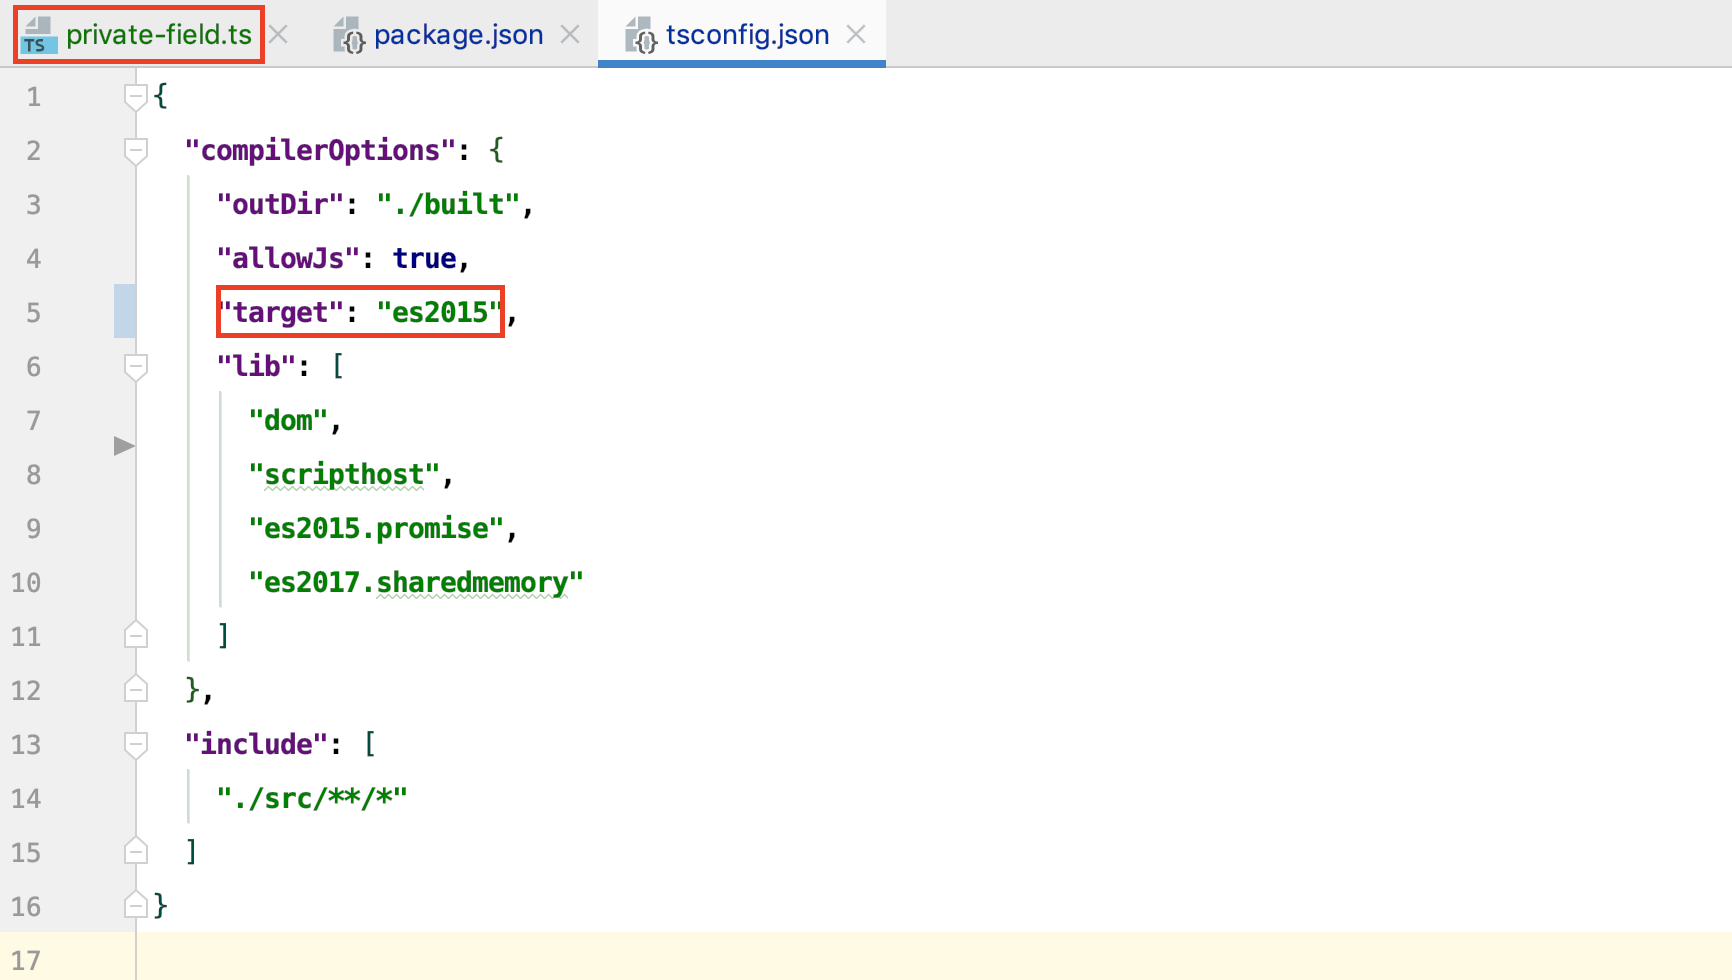 TS private-field.ts {} package.json {} tsconfig.json
1 {
2 "compilerOptions": {
3 "outDir": "./built",
4 "allowJs": true,
5 "target": "es2015",
6 "lib": [
7 "dom",
8 "scripthost",
9 "es2015.promise",
10 "es2017.sharedmemory"
11 ]
12 },
13 "include": [
14 "./src/**/*"
15 ]
16 }
17